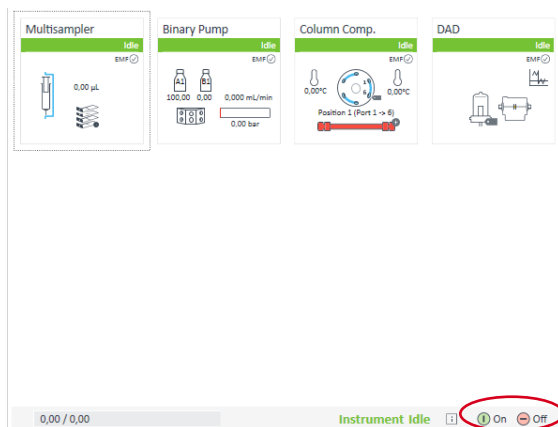 Multisampler
Idle
EMF
0,00 µL
Binary Pump
Idle
EMF
A1 B1
100,00 0,00 0,000 mL/min
0,00 bar
Column Comp.
Idle
EMF
1
6
0,00°C 0,00°C
Position 1 (Port 1 -> 6)
DAD
Idle
EMF
0,00 / 0,00 Instrument Idle i On Off